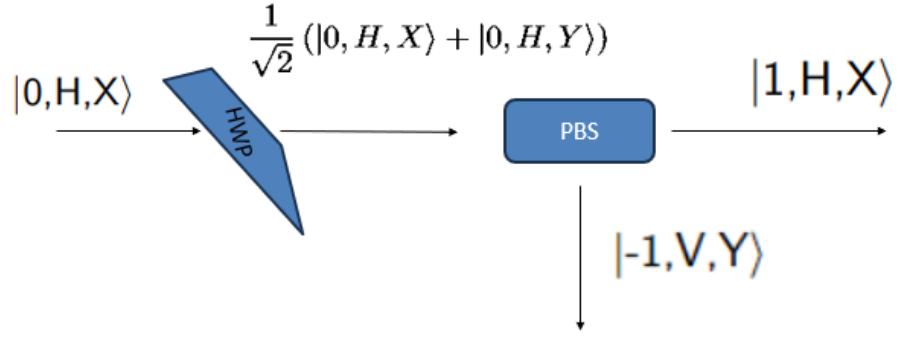 1/√2 (|0, H, X⟩ + |0, H, Y⟩)
|0,H,X⟩
HWP
PBS
|1,H,X⟩
|-1,V,Y⟩